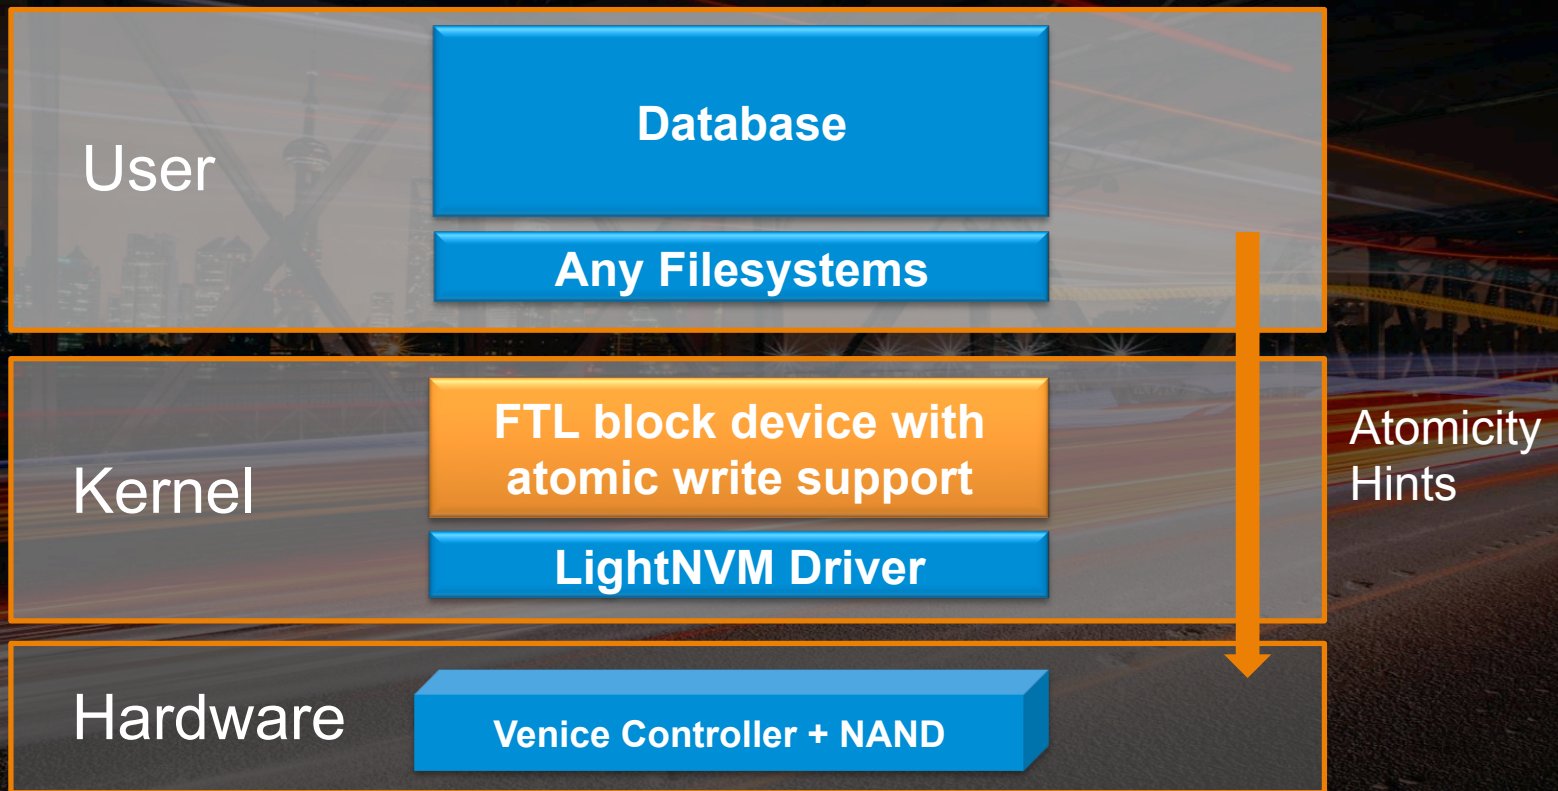 User
Database
Any Filesystems
Kernel
FTL block device with
atomic write support
LightNVM Driver
Atomicity
Hints
Hardware
Venice Controller + NAND